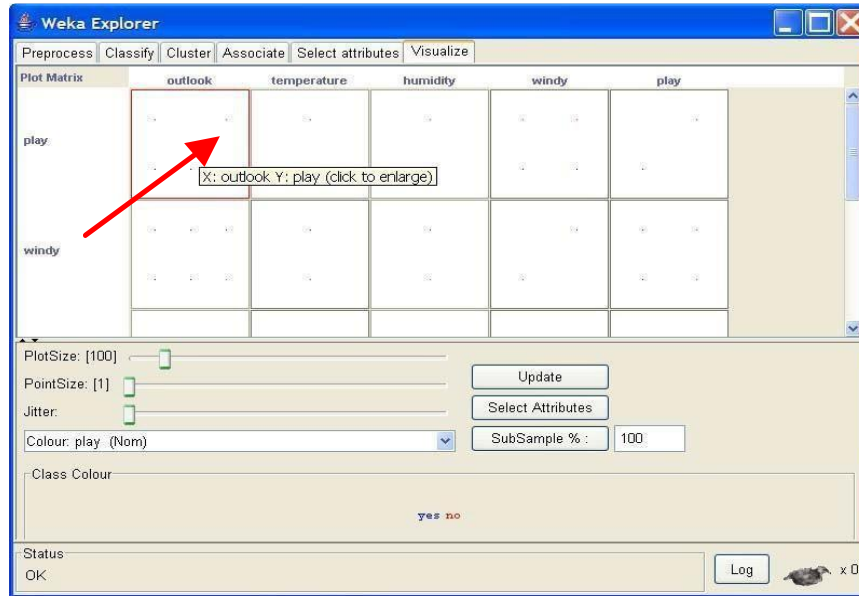 Weka Explorer
Preprocess Classify Cluster Associate Select attributes Visualize
Plot Matrix outlook temperature humidity windy play
play
X: outlook Y: play (click to enlarge)
windy
PlotSize: [100]
PointSize: [1]
Jitter:
Update
Select Attributes
Colour: play (Nom)
SubSample % : 100
Class Colour
yes no
Status
OK
Log x 0